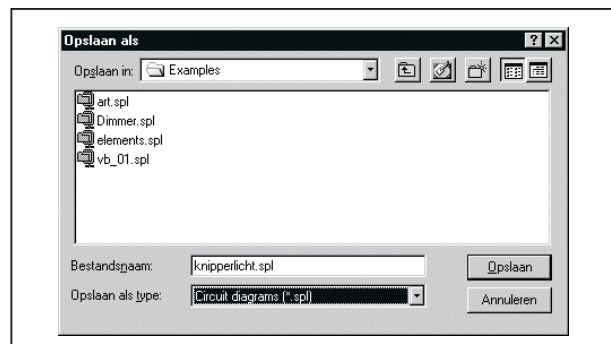 Opslaan als
Opslaan in: Examples
art.spl
Dimmer.spl
elements.spl
vb_01.spl
Bestandsnaam: knipperlicht.spl Opslaan
Opslaan als type: Circuit diagrams (*.spl) Annuleren